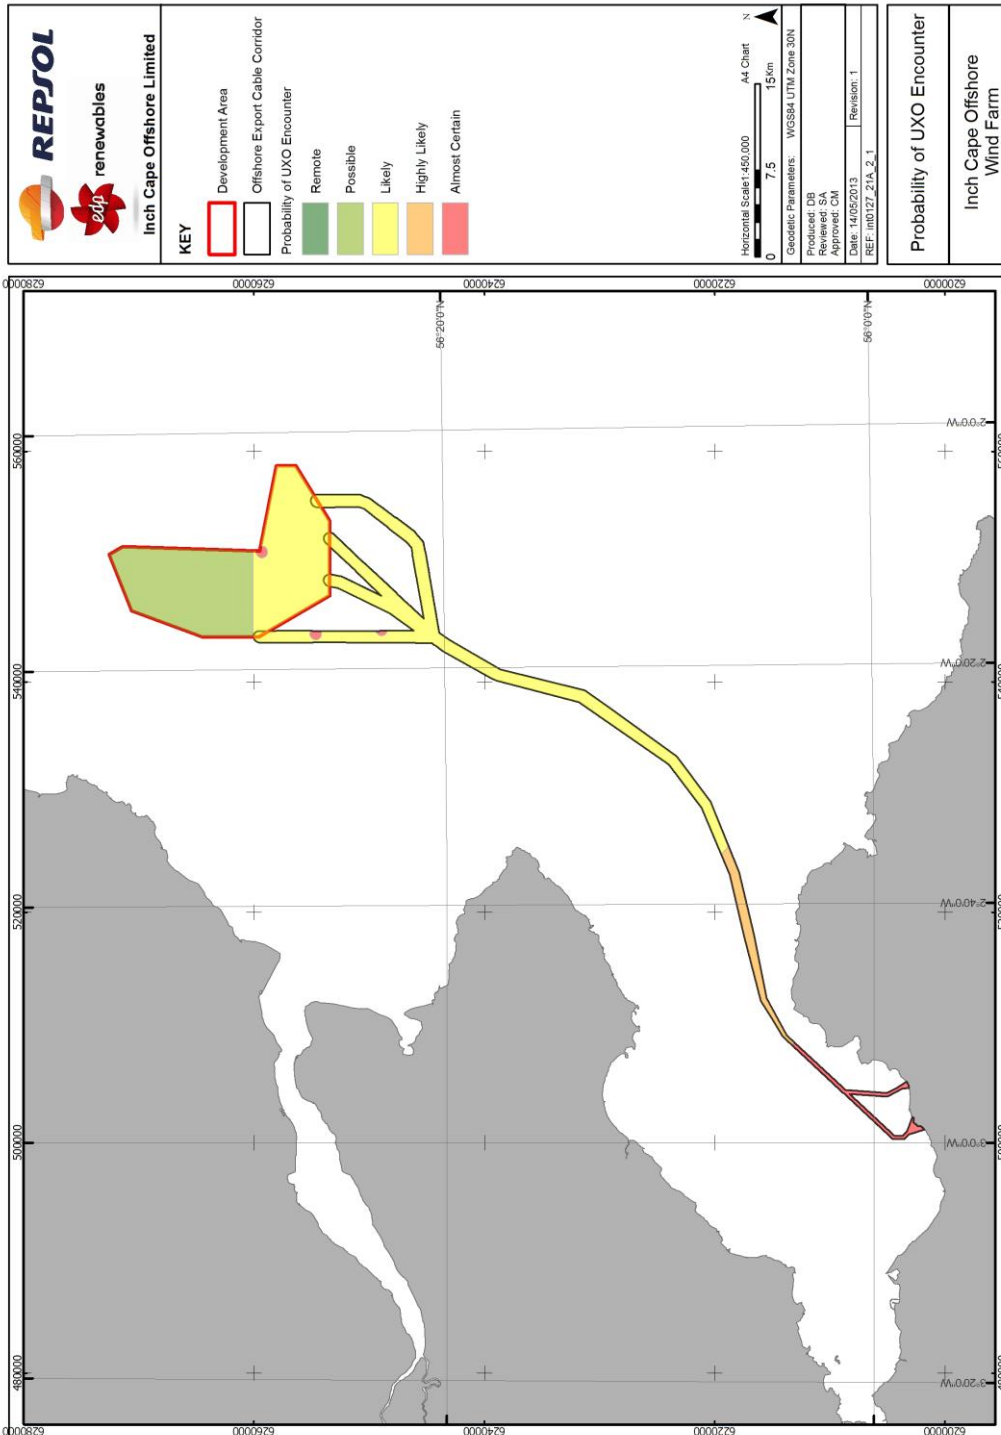 REPSOL
edp renewables
Inch Cape Offshore Limited
KEY
Development Area
Offshore Export Cable Corridor
Probability of UXO Encounter
Remote
Possible
Likely
Highly Likely
Almost Certain
N
Horizontal Scale1:450,000 A4 Chart
0 7.5 15Km
Geodetic Parameters: WGS84 UTM Zone 30N
Produced: DB
Reviewed: SA
Approved: CM
Date: 14/05/2013 Revision: 1
REF: int0127_21A_2_1
Probability of UXO Encounter
Inch Cape Offshore
Wind Farm
480000 500000 520000 540000 560000
6280000 6260000 6240000 6220000 6200000
56°20'0"N
56°0'0"N
3°20'0"W 3°0'0"W 2°40'0"W 2°20'0"W 2°0'0"W
6280000 6260000 6240000 6220000 6200000